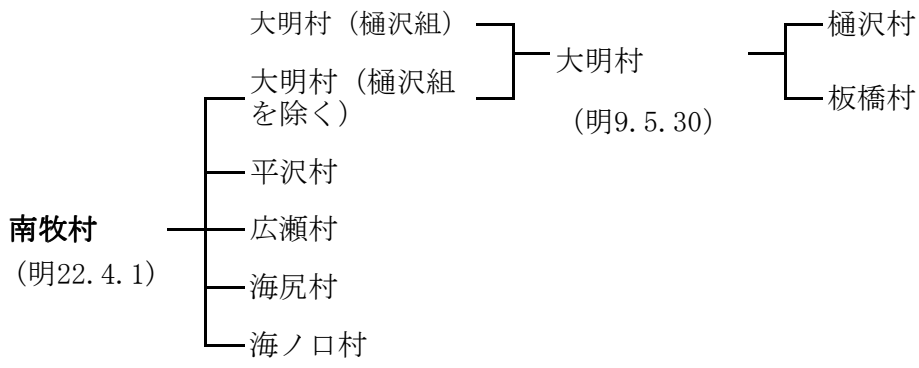 大明村（樋沢組）
大明村（樋沢組
を除く）
平沢村
広瀬村
海尻村
海ノ口村
南牧村
（明22.4.1）
大明村
（明9.5.30）
樋沢村
板橋村